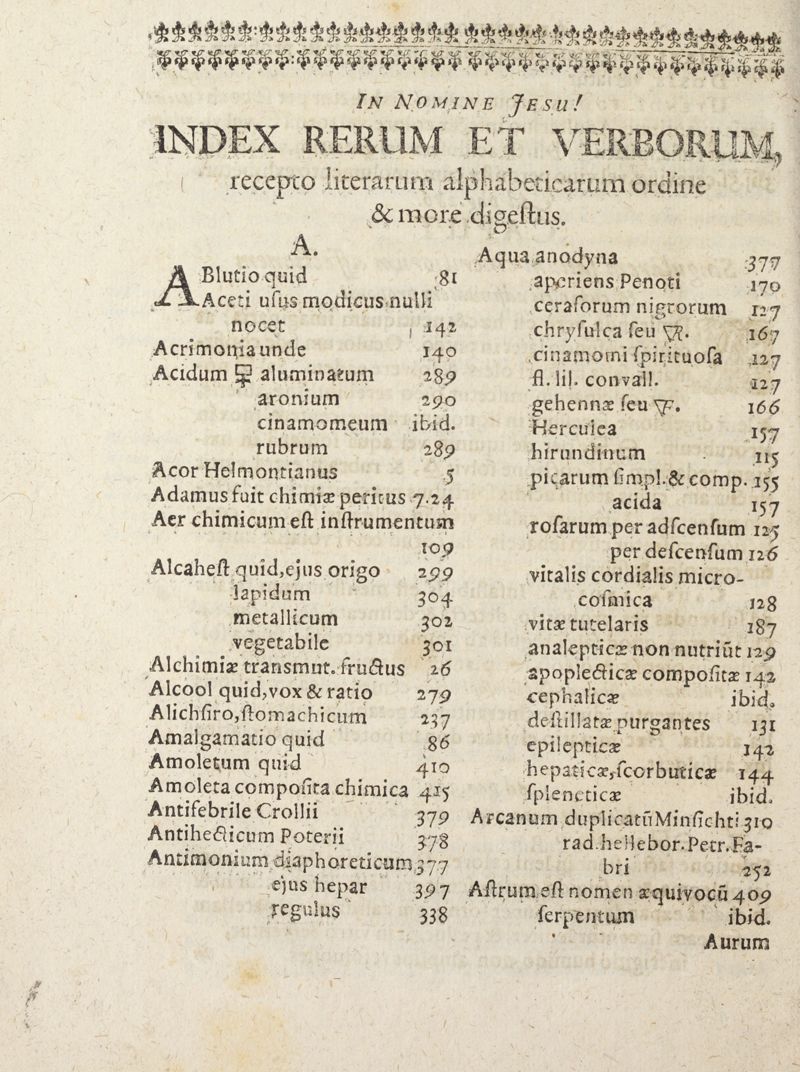 IN NOMINE JESU!
INDEX RERUM ET VERBORUM,
recepto literarum alphabeticarum ordine
& more digeſtus.
A.
ABlutio quid 81
Aceti uſus modicus nulli
nocet 142
Acrimonia unde 140
Acidum aluminatum 289
aronium 290
cinamomeum ibid.
rubrum 289
Acor Helmontianus 5
Adamus fuit chimiæ peritus 7.24
Aer chimicum eſt inſtrumentum
109
Alcaheſt quid, ejus origo 299
lapidum 304
metallicum 302
vegetabile 301
Alchimiæ transmut. fructus 26
Alcool quid, vox & ratio 279
Alichſiro, ſtomachicum 237
Amalgamatio quid 86
Amoletum quid 410
Amoleta compoſita chimica 415
Antifebrile Crollii 379
Antihecticum Poterii 378
Antimonium diaphoreticum 377
ejus hepar 397
regulus 338
Aqua anodyna 377
aperiens Penoti 170
ceraſorum nigrorum 127
chryſulca ſeu 🜆. 167
cinamomi ſpirituoſa 127
fl. lil. convall. 127
gehennæ ſeu 🜅. 166
Herculea 157
hirundinum 115
picarum ſimpl. & comp. 155
acida 157
roſarum per adſcenſum 125
per deſcenſum 126
vitalis cordialis micro-
coſmica 128
vitæ tutelaris 187
analepticæ non nutriūt 129
apoplecticæ compoſitæ 142
cephalicæ ibid.
deſtillatæ purgantes 131
epilepticæ 142
hepaticæ, ſcorbuticæ 144
ſpleneticæ ibid.
Arcanum duplicatū Minſichti 310
rad. hellebor. Petr. Fa-
bri 252
Aſtrum eſt nomen æquivocū 409
ſerpentum ibid.
Aurum